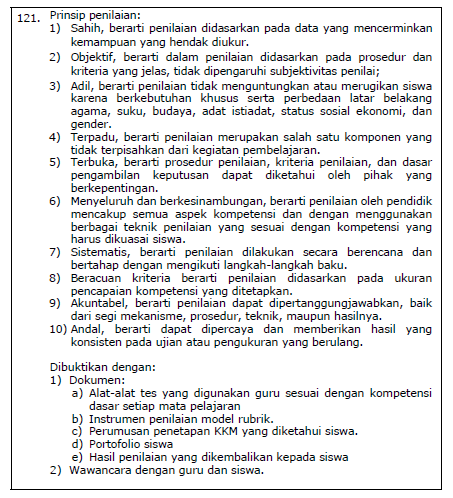 121. Prinsip penilaian:
1) Sahih, berarti penilaian didasarkan pada data yang mencerminkan
kemampuan yang hendak diukur.
2) Objektif, berarti dalam penilaian didasarkan pada prosedur dan
kriteria yang jelas, tidak dipengaruhi subjektivitas penilai;
3) Adil, berarti penilaian tidak menguntungkan atau merugikan siswa
karena berkebutuhan khusus serta perbedaan latar belakang
agama, suku, budaya, adat istiadat, status sosial ekonomi, dan
gender.
4) Terpadu, berarti penilaian merupakan salah satu komponen yang
tidak terpisahkan dari kegiatan pembelajaran.
5) Terbuka, berarti prosedur penilaian, kriteria penilaian, dan dasar
pengambilan keputusan dapat diketahui oleh pihak yang
berkepentingan.
6) Menyeluruh dan berkesinambungan, berarti penilaian oleh pendidik
mencakup semua aspek kompetensi dan dengan menggunakan
berbagai teknik penilaian yang sesuai dengan kompetensi yang
harus dikuasai siswa.
7) Sistematis, berarti penilaian dilakukan secara berencana dan
bertahap dengan mengikuti langkah-langkah baku.
8) Beracuan kriteria berarti penilaian didasarkan pada ukuran
pencapaian kompetensi yang ditetapkan.
9) Akuntabel, berarti penilaian dapat dipertanggungjawabkan, baik
dari segi mekanisme, prosedur, teknik, maupun hasilnya.
10) Andal, berarti dapat dipercaya dan memberikan hasil yang
konsisten pada ujian atau pengukuran yang berulang.
Dibuktikan dengan:
1) Dokumen:
a) Alat-alat tes yang digunakan guru sesuai dengan kompetensi
dasar setiap mata pelajaran
b) Instrumen penilaian model rubrik.
c) Perumusan penetapan KKM yang diketahui siswa.
d) Portofolio siswa
e) Hasil penilaian yang dikembalikan kepada siswa
2) Wawancara dengan guru dan siswa.